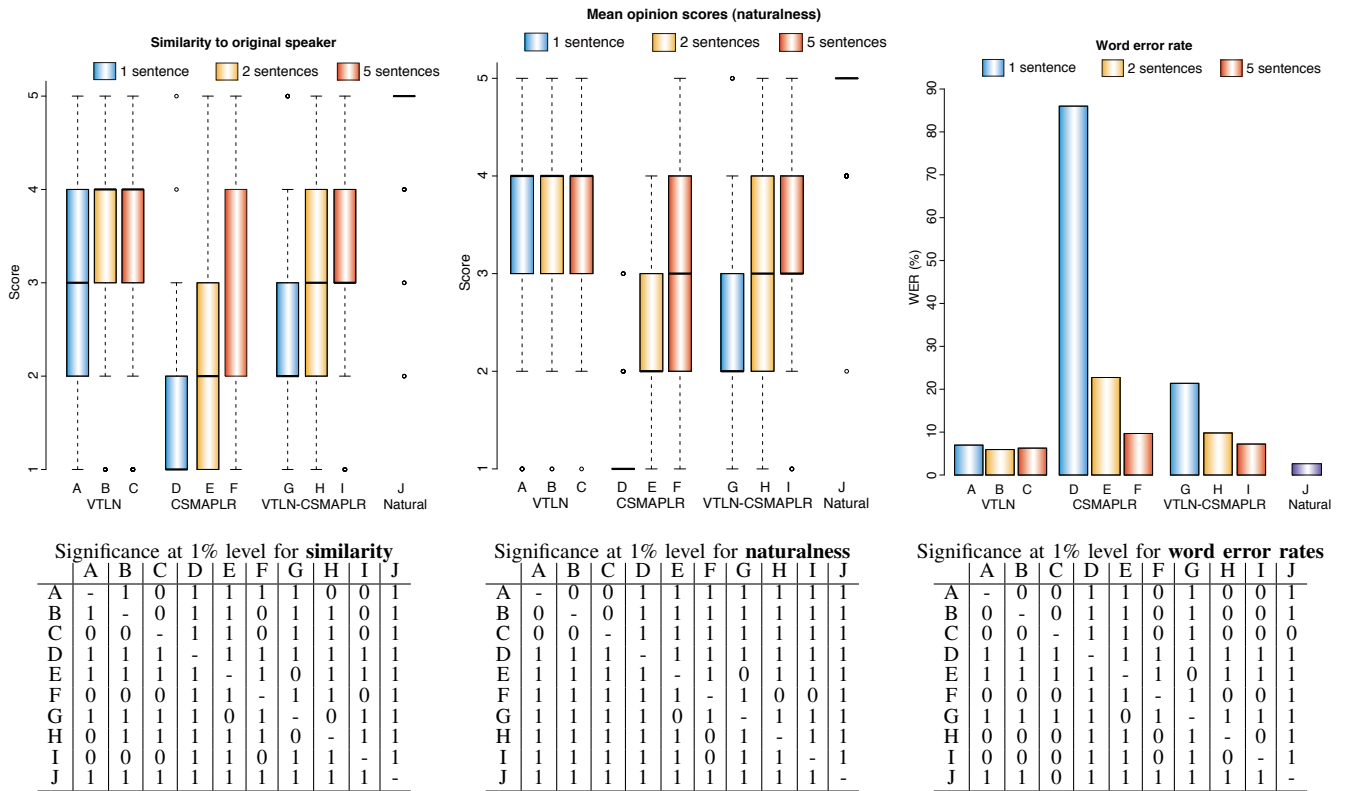 Similarity to original speaker
1 sentence 2 sentences 5 sentences
Score
5
4
3
2
1
A B C D E F G H I J
VTLN CSMAPLR VTLN-CSMAPLR Natural
Mean opinion scores (naturalness)
1 sentence 2 sentences 5 sentences
Score
5
4
3
2
1
A B C D E F G H I J
VTLN CSMAPLR VTLN-CSMAPLR Natural
Word error rate
1 sentence 2 sentences 5 sentences
WER (%)
90
80
70
60
50
40
30
20
10
0
A B C D E F G H I J
VTLN CSMAPLR VTLN-CSMAPLR Natural
Significance at 1% level for similarity
A B C D E F G H I J
A - 1 0 1 1 1 1 0 0 1
B 1 - 0 1 1 0 1 1 0 1
C 0 0 - 1 1 0 1 1 0 1
D 1 1 1 - 1 1 1 1 1 1
E 1 1 1 1 - 1 0 1 1 1
F 0 0 0 1 1 - 1 1 0 1
G 1 1 1 1 0 1 - 0 1 1
H 0 1 1 1 1 1 0 - 1 1
I 0 0 0 1 1 0 1 1 - 1
J 1 1 1 1 1 1 1 1 1 -
Significance at 1% level for naturalness
A B C D E F G H I J
A - 0 0 1 1 1 1 1 1 1
B 0 - 0 1 1 1 1 1 1 1
C 0 0 - 1 1 1 1 1 1 1
D 1 1 1 - 1 1 1 1 1 1
E 1 1 1 1 - 1 0 1 1 1
F 1 1 1 1 1 - 1 0 0 1
G 1 1 1 1 0 1 - 1 1 1
H 1 1 1 1 1 0 1 - 1 1
I 1 1 1 1 1 0 1 1 - 1
J 1 1 1 1 1 1 1 1 1 -
Significance at 1% level for word error rates
A B C D E F G H I J
A - 0 0 1 1 0 1 0 0 1
B 0 - 0 1 1 0 1 0 0 1
C 0 0 - 1 1 0 1 0 0 0
D 1 1 1 - 1 1 1 1 1 1
E 1 1 1 1 - 1 0 1 1 1
F 0 0 0 1 1 - 1 0 0 1
G 1 1 1 1 0 1 - 1 1 1
H 0 0 0 1 1 0 1 - 0 1
I 0 0 0 1 1 0 1 0 - 1
J 1 1 0 1 1 1 1 1 1 -